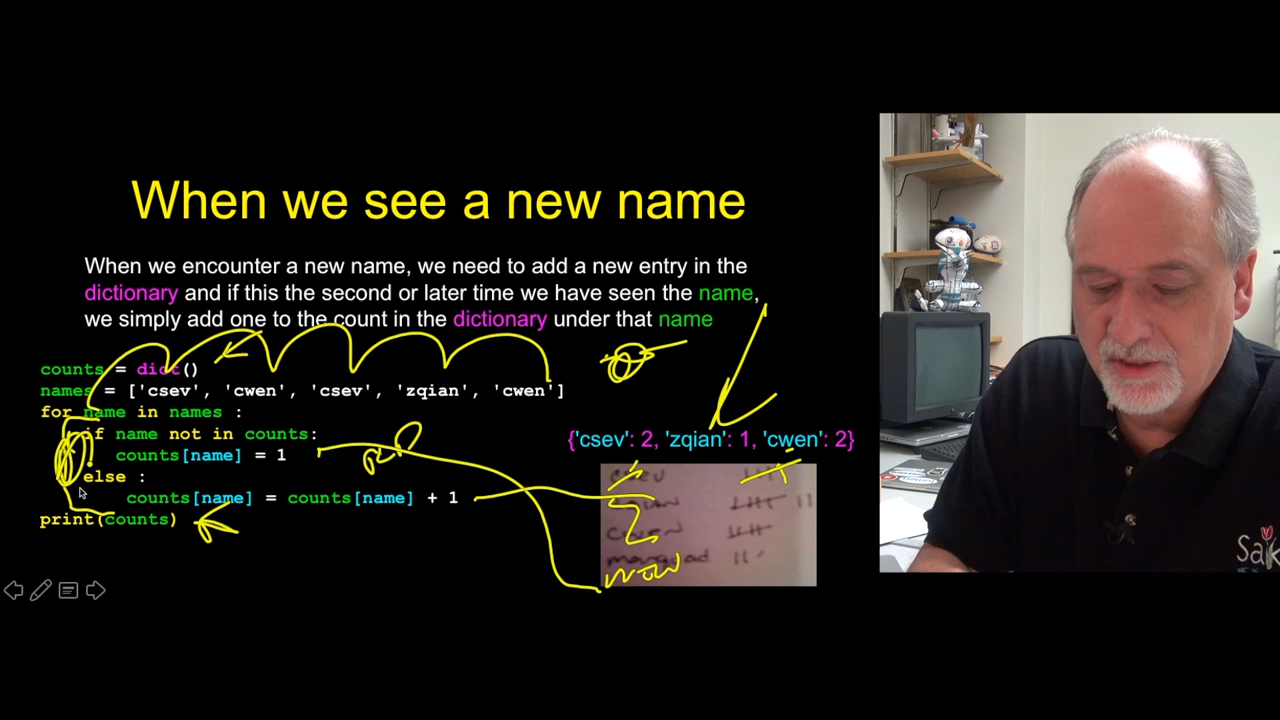 When we see a new name
When we encounter a new name, we need to add a new entry in the
dictionary and if this the second or later time we have seen the name,
we simply add one to the count in the dictionary under that name
counts = dict()
names = ['csev', 'cwen', 'csev', 'zqian', 'cwen']
for name in names :
if name not in counts:
counts[name] = 1
else :
counts[name] = counts[name] + 1
print(counts)
{'csev': 2, 'zqian': 1, 'cwen': 2}
csev
cwen